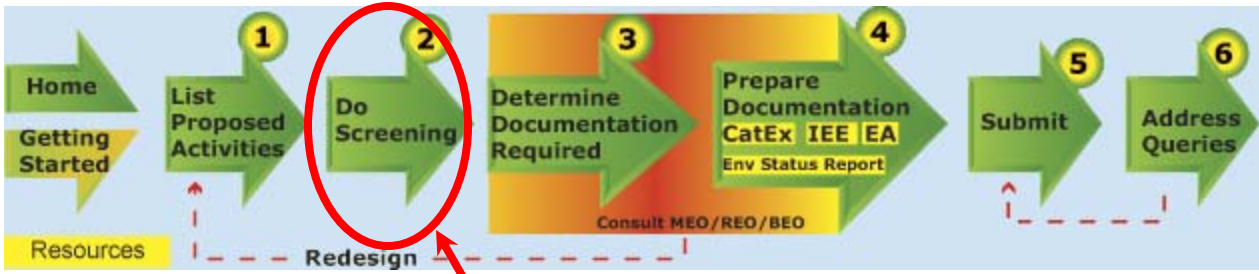 Home
Getting
Started
Resources
1
List
Proposed
Activities
2
Do
Screening
3
Determine
Documentation
Required
4
Prepare
Documentation
CatEx IEE EA
Env Status Report
Consult MEO/REO/BEO
5
Submit
6
Address
Queries
Redesign